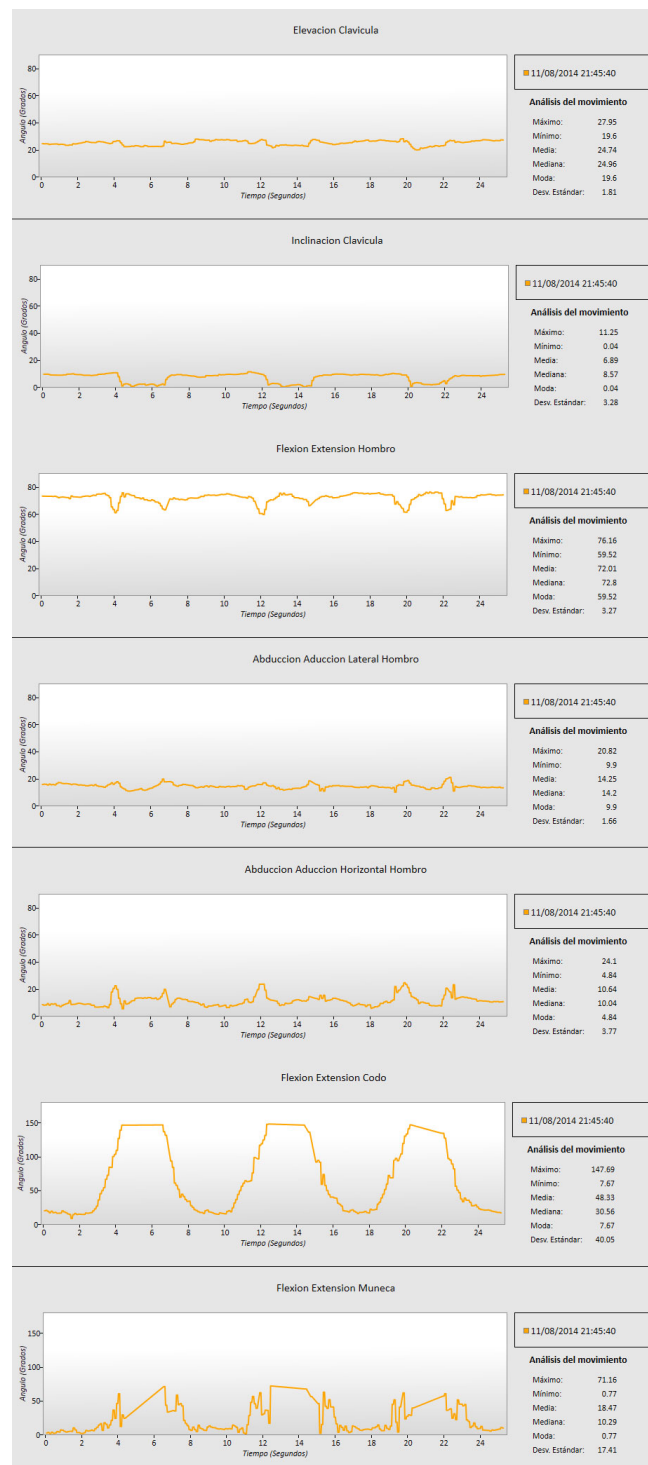 Elevacion Clavicula
Angulo (Grados)
80
60
40
20
0
0 2 4 6 8 10 12 14 16 18 20 22 24
Tiempo (Segundos)
11/08/2014 21:45:40
Análisis del movimiento
Máximo: 27.95
Mínimo: 19.6
Media: 24.74
Mediana: 24.96
Moda: 19.6
Desv. Estándar: 1.81
Inclinacion Clavicula
Angulo (Grados)
80
60
40
20
0
0 2 4 6 8 10 12 14 16 18 20 22 24
Tiempo (Segundos)
11/08/2014 21:45:40
Análisis del movimiento
Máximo: 11.25
Mínimo: 0.04
Media: 6.89
Mediana: 8.57
Moda: 0.04
Desv. Estándar: 3.28
Flexion Extension Hombro
Angulo (Grados)
80
60
40
20
0
0 2 4 6 8 10 12 14 16 18 20 22 24
Tiempo (Segundos)
11/08/2014 21:45:40
Análisis del movimiento
Máximo: 76.16
Mínimo: 59.52
Media: 72.01
Mediana: 72.8
Moda: 59.52
Desv. Estándar: 3.27
Abduccion Aduccion Lateral Hombro
Angulo (Grados)
80
60
40
20
0
0 2 4 6 8 10 12 14 16 18 20 22 24
Tiempo (Segundos)
11/08/2014 21:45:40
Análisis del movimiento
Máximo: 20.82
Mínimo: 9.9
Media: 14.25
Mediana: 14.2
Moda: 9.9
Desv. Estándar: 1.66
Abduccion Aduccion Horizontal Hombro
Angulo (Grados)
80
60
40
20
0
0 2 4 6 8 10 12 14 16 18 20 22 24
Tiempo (Segundos)
11/08/2014 21:45:40
Análisis del movimiento
Máximo: 24.1
Mínimo: 4.84
Media: 10.64
Mediana: 10.04
Moda: 4.84
Desv. Estándar: 3.77
Flexion Extension Codo
Angulo (Grados)
150
100
50
0
0 2 4 6 8 10 12 14 16 18 20 22 24
Tiempo (Segundos)
11/08/2014 21:45:40
Análisis del movimiento
Máximo: 147.69
Mínimo: 7.67
Media: 48.33
Mediana: 30.56
Moda: 7.67
Desv. Estándar: 40.05
Flexion Extension Muneca
Angulo (Grados)
150
100
50
0
0 2 4 6 8 10 12 14 16 18 20 22 24
Tiempo (Segundos)
11/08/2014 21:45:40
Análisis del movimiento
Máximo: 71.16
Mínimo: 0.77
Media: 18.47
Mediana: 10.29
Moda: 0.77
Desv. Estándar: 17.41